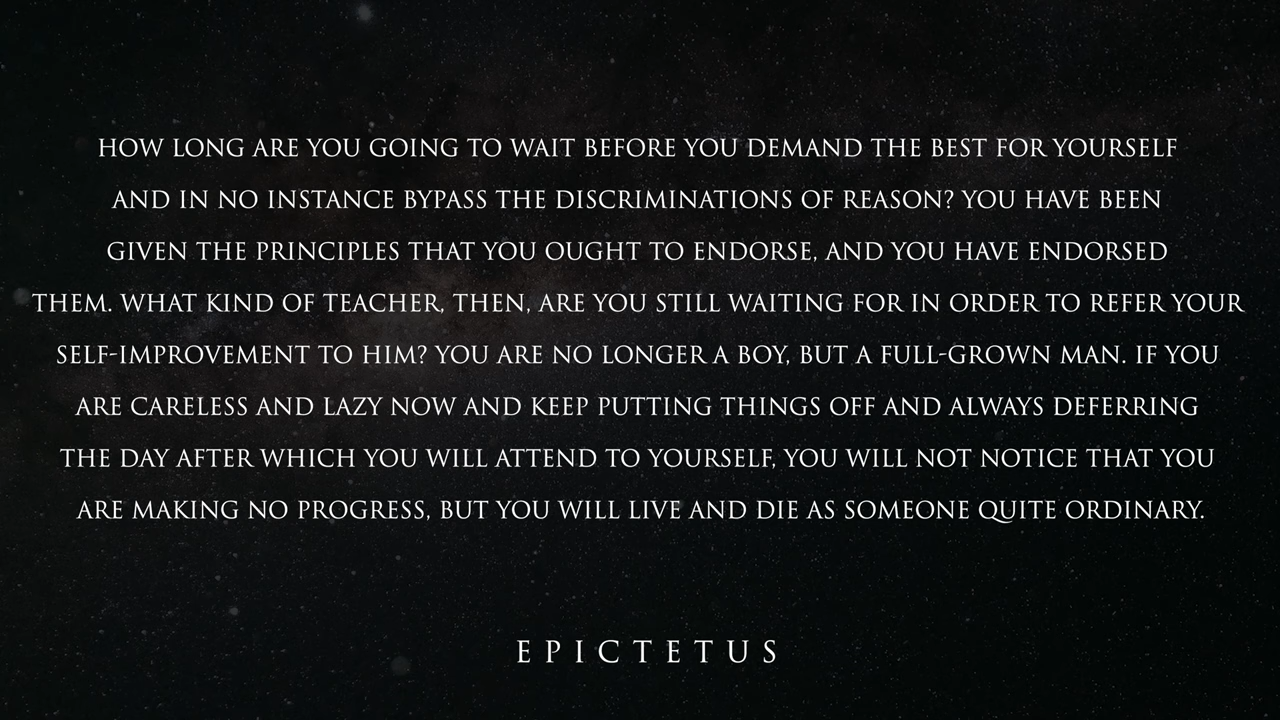 HOW LONG ARE YOU GOING TO WAIT BEFORE YOU DEMAND THE BEST FOR YOURSELF
AND IN NO INSTANCE BYPASS THE DISCRIMINATIONS OF REASON? YOU HAVE BEEN
GIVEN THE PRINCIPLES THAT YOU OUGHT TO ENDORSE, AND YOU HAVE ENDORSED
THEM. WHAT KIND OF TEACHER, THEN, ARE YOU STILL WAITING FOR IN ORDER TO REFER YOUR
SELF-IMPROVEMENT TO HIM? YOU ARE NO LONGER A BOY, BUT A FULL-GROWN MAN. IF YOU
ARE CARELESS AND LAZY NOW AND KEEP PUTTING THINGS OFF AND ALWAYS DEFERRING
THE DAY AFTER WHICH YOU WILL ATTEND TO YOURSELF, YOU WILL NOT NOTICE THAT YOU
ARE MAKING NO PROGRESS, BUT YOU WILL LIVE AND DIE AS SOMEONE QUITE ORDINARY.
EPICTETUS